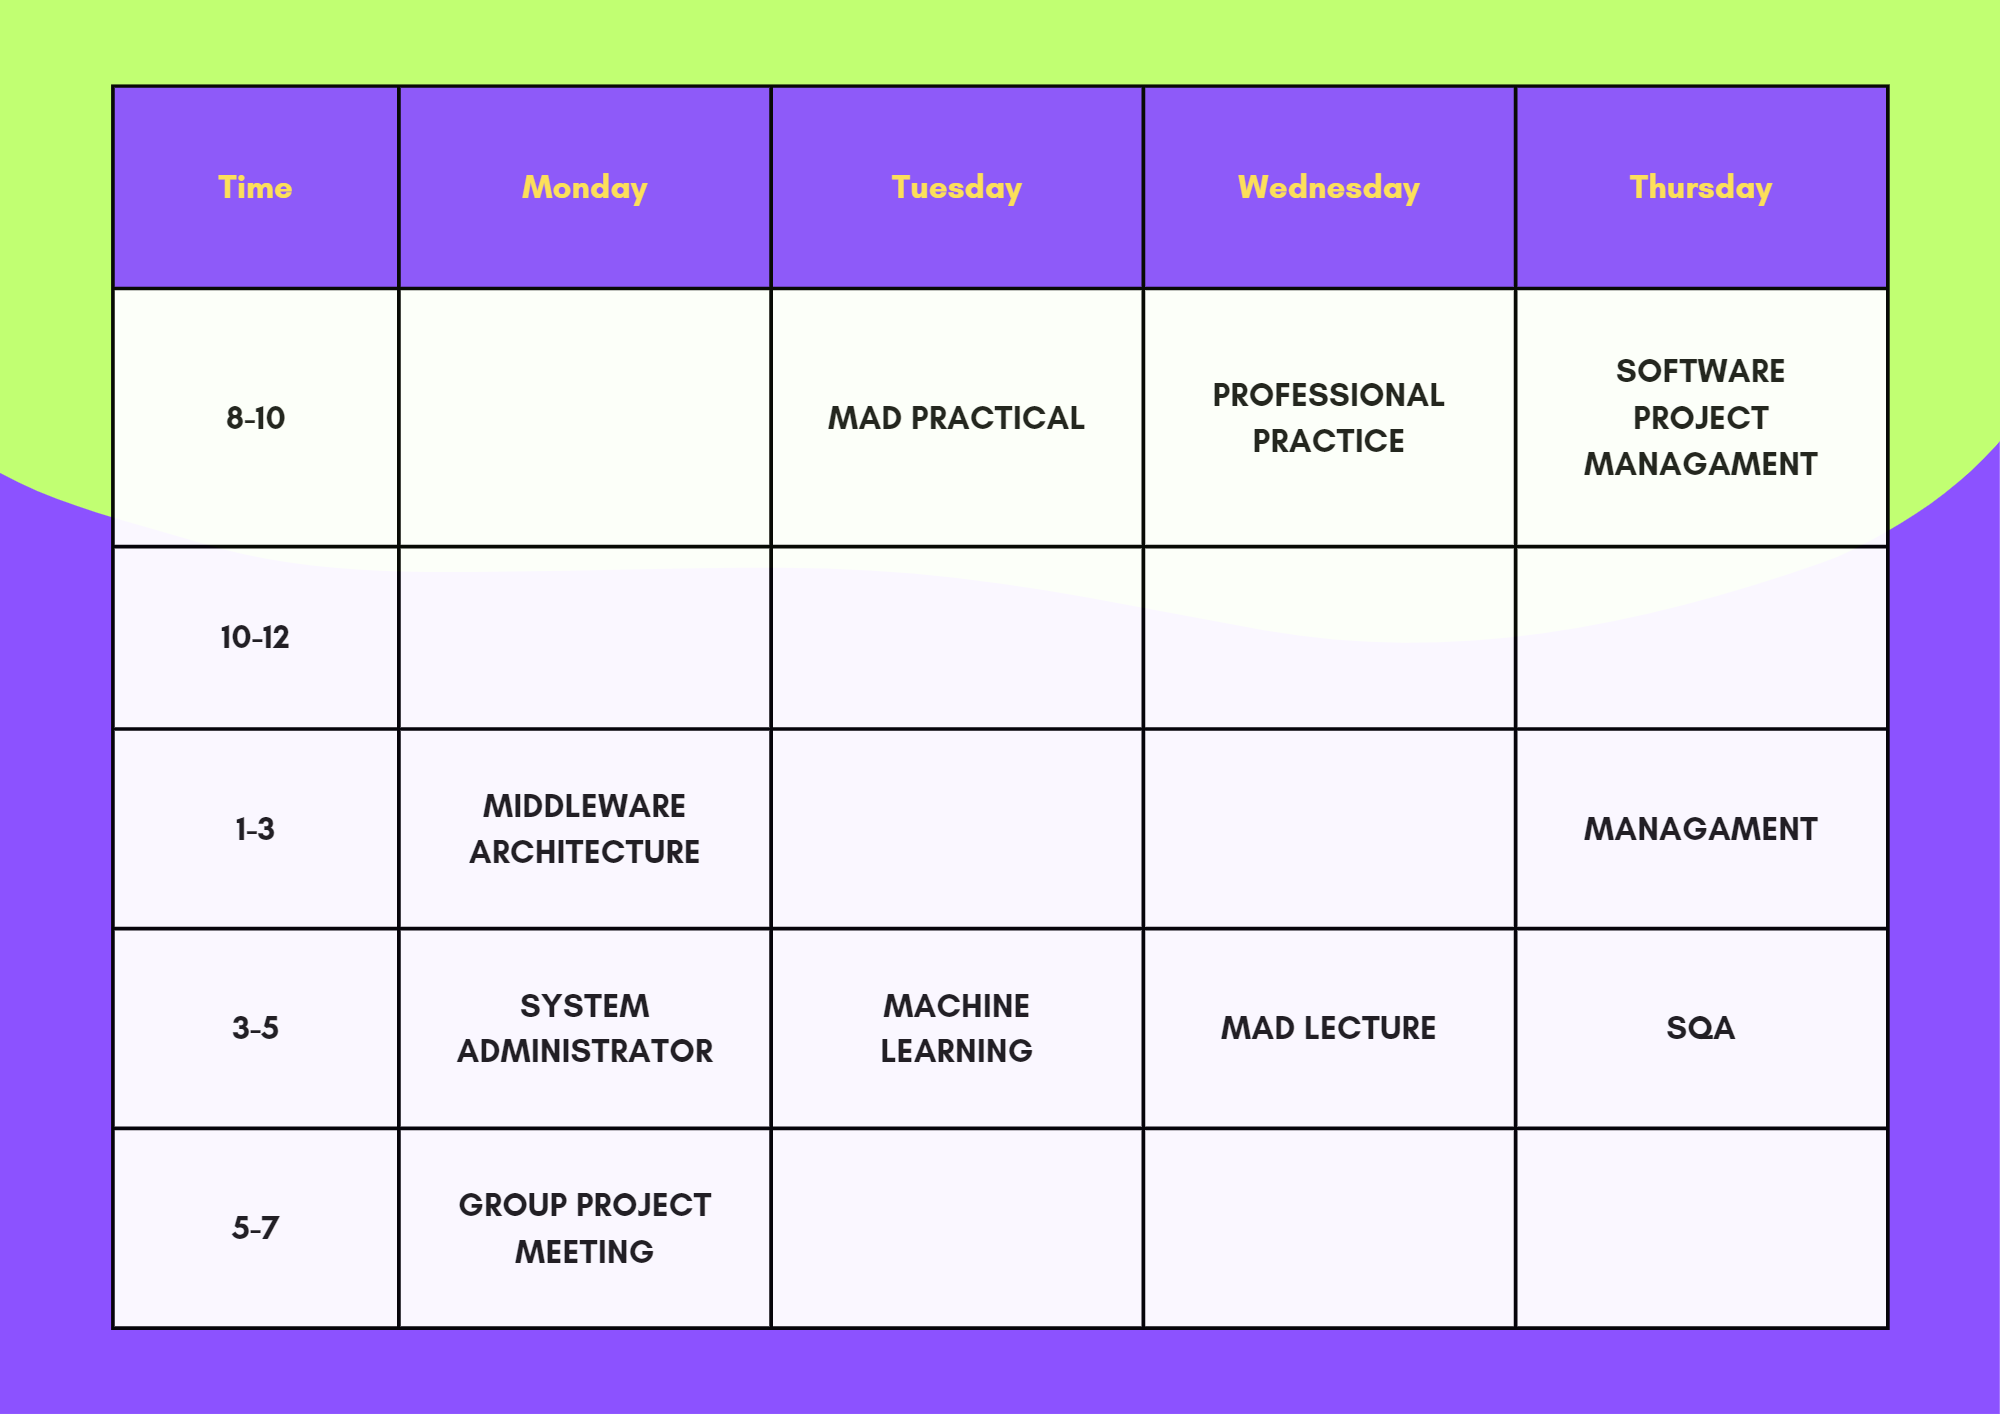 Time Monday Tuesday Wednesday Thursday
8-10
MAD PRACTICAL
PROFESSIONAL
PRACTICE
SOFTWARE
PROJECT
MANAGAMENT
10-12
1-3
MIDDLEWARE
ARCHITECTURE
MANAGAMENT
3-5
SYSTEM
ADMINISTRATOR
MACHINE
LEARNING
MAD LECTURE
SQA
5-7
GROUP PROJECT
MEETING